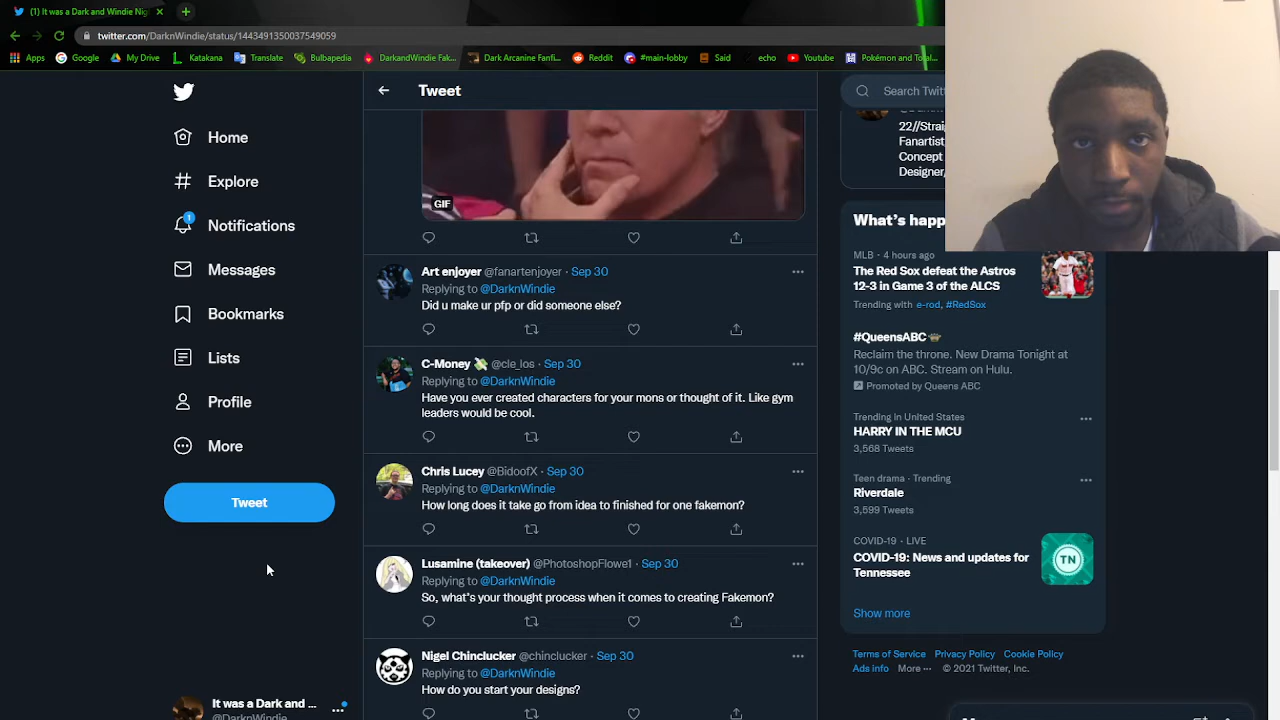 (1) It was a Dark and Windie Nig
twitter.com/DarknWindie/status/1443491350037549059
Apps
Google
My Drive
Katakana
Translate
Bulbapedia
DarkandWindie Fak...
Dark Arcanine Fanfi...
Reddit
#main-lobby
Said
echo
Youtube
Pokémon and Total...
Home
Explore
1
Notifications
Messages
Bookmarks
Lists
Profile
More
Tweet
It was a Dark and ...
@DarknWindie
Tweet
GIF
Art enjoyer @fanartenjoyer · Sep 30
Replying to @DarknWindie
Did u make ur pfp or did someone else?
C-Money 💸 @cle_los · Sep 30
Replying to @DarknWindie
Have you ever created characters for your mons or thought of it. Like gym
leaders would be cool.
Chris Lucey @BidoofX · Sep 30
Replying to @DarknWindie
How long does it take go from idea to finished for one fakemon?
Lusamine (takeover) @PhotoshopFlowe1 · Sep 30
Replying to @DarknWindie
So, what's your thought process when it comes to creating Fakemon?
Nigel Chinclucker @chinclucker · Sep 30
Replying to @DarknWindie
How do you start your designs?
Search Twit
22//Strai
Fanartist,
Concept
Designer/
What's happ
MLB · 4 hours ago
The Red Sox defeat the Astros
12-3 in Game 3 of the ALCS
Trending with e-rod, #RedSox
#QueensABC
Reclaim the throne. New Drama Tonight at
10/9c on ABC. Stream on Hulu.
Promoted by Queens ABC
Trending in United States
HARRY IN THE MCU
3,568 Tweets
Teen drama · Trending
Riverdale
3,599 Tweets
COVID-19 · LIVE
COVID-19: News and updates for
Tennessee
TN
Show more
Terms of Service Privacy Policy Cookie Policy
Ads info More ··· © 2021 Twitter, Inc.